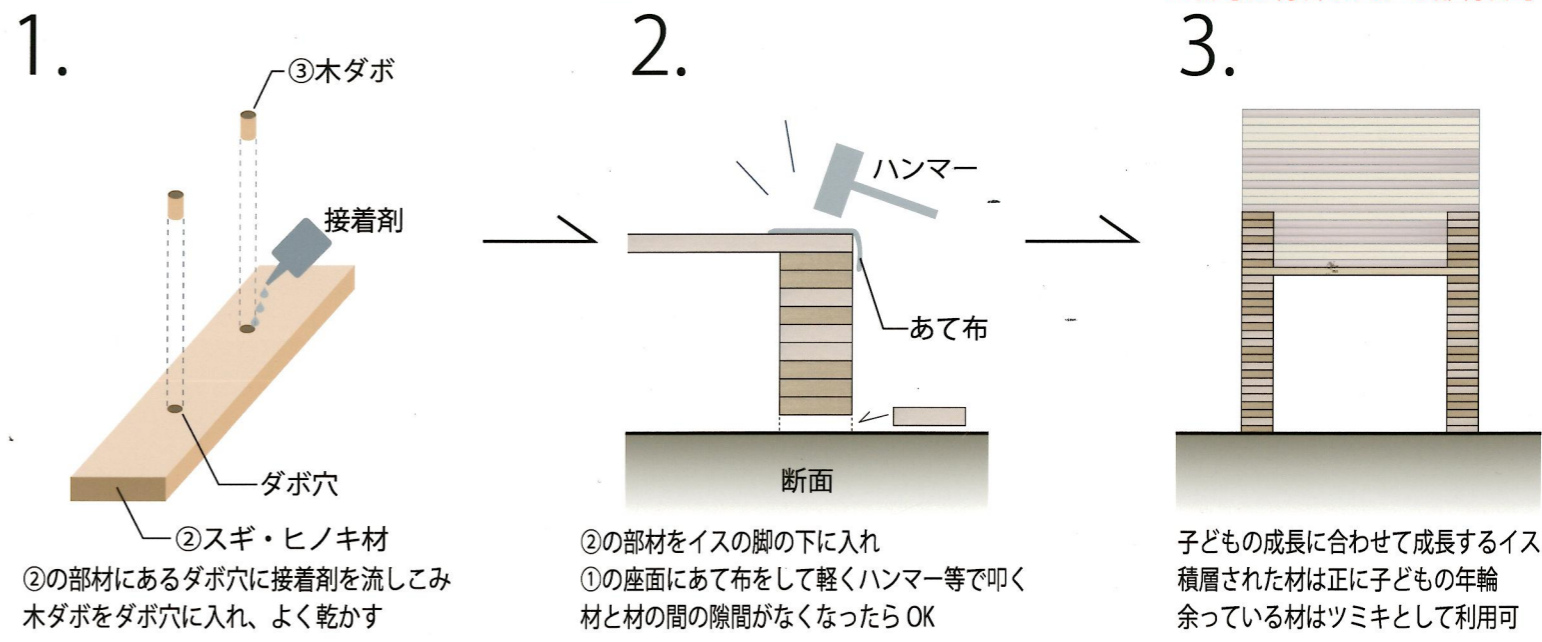 1.
③木ダボ
接着剤
ダボ穴
②スギ・ヒノキ材
②の部材にあるダボ穴に接着剤を流しこみ
木ダボをダボ穴に入れ、よく乾かす
2.
ハンマー
あて布
断面
②の部材をイスの脚の下に入れ
①の座面にあて布をして軽くハンマー等で叩く
材と材の間の隙間がなくなったら OK
3.
子どもの成長に合わせて成長するイス
積層された材は正に子どもの年輪
余っている材はツミキとして利用可